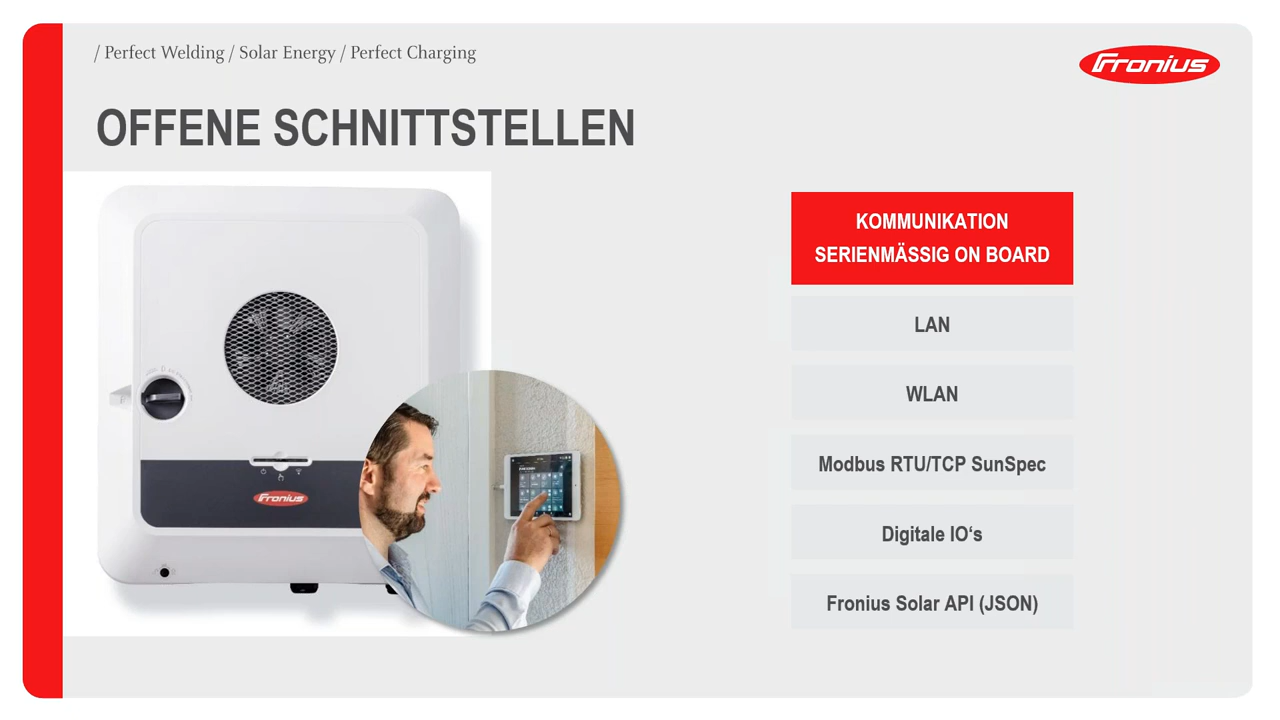 / Perfect Welding / Solar Energy / Perfect Charging
Fronius
OFFENE SCHNITTSTELLEN
KOMMUNIKATION
SERIENMÄSSIG ON BOARD
LAN
WLAN
Modbus RTU/TCP SunSpec
Digitale IO‘s
Fronius Solar API (JSON)
Fronius